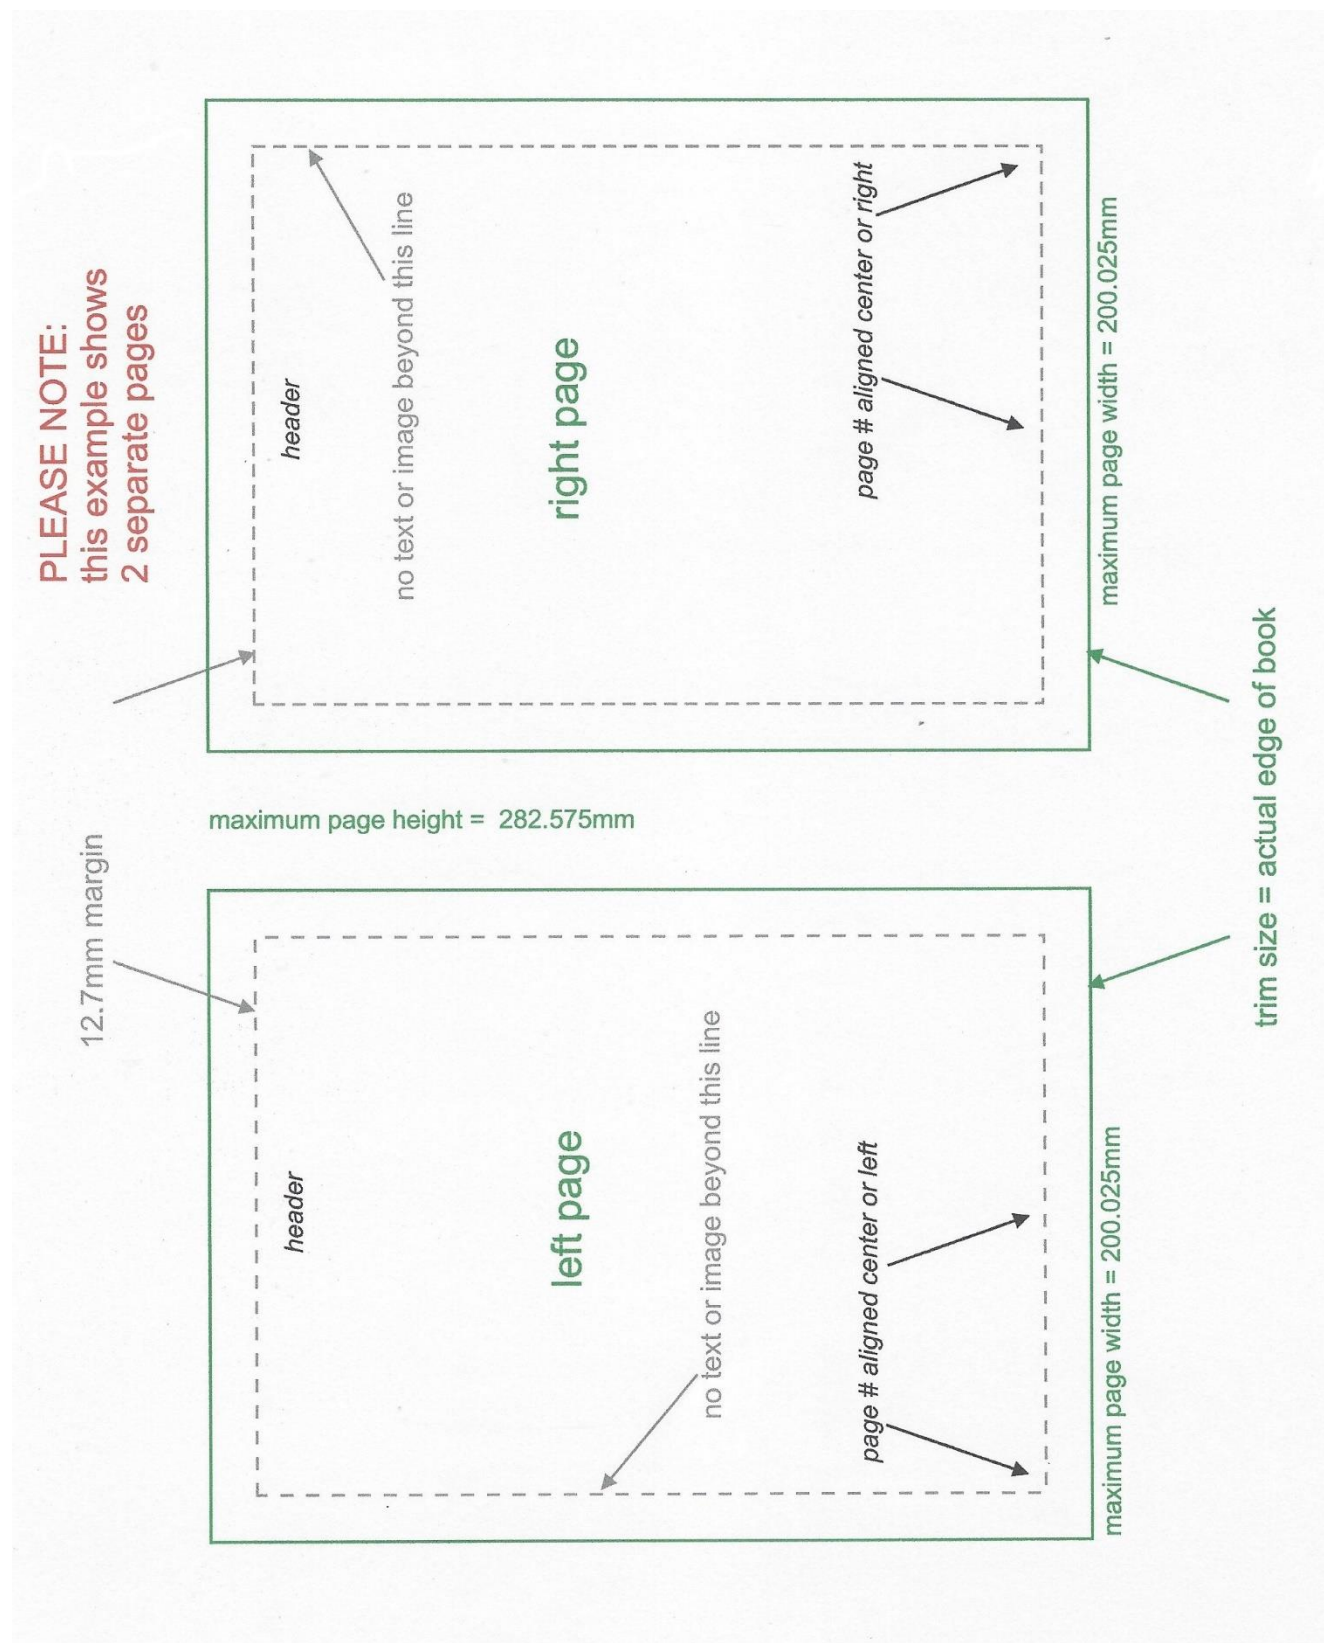 PLEASE NOTE:
this example shows
2 separate pages
12.7mm margin
header
no text or image beyond this line
left page
page # aligned center or left
maximum page width = 200.025mm
maximum page height = 282.575mm
header
no text or image beyond this line
right page
page # aligned center or right
maximum page width = 200.025mm
trim size = actual edge of book